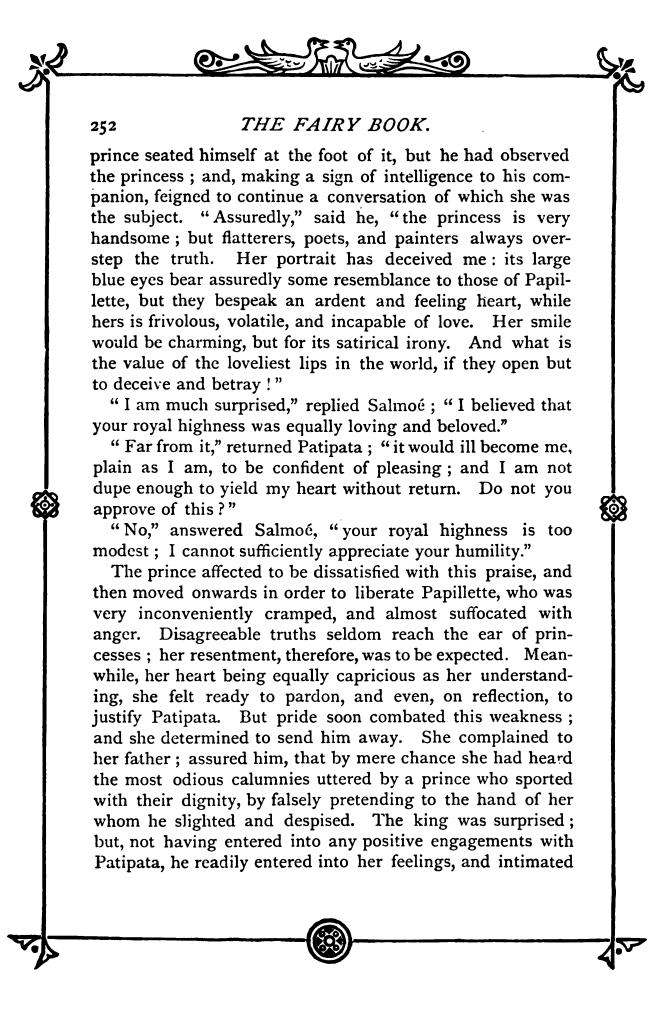 252 THE FAIRY BOOK.
prince seated himself at the foot of it, but he had observed
the princess ; and, making a sign of intelligence to his com-
panion, feigned to continue a conversation of which she was
the subject. “Assuredly,” said he, “the princess is very
handsome ; but flatterers, poets, and painters always over-
step the truth. Her portrait has deceived me : its large
blue eyes bear assuredly some resemblance to those of Papil-
lette, but they bespeak an ardent and feeling heart, while
hers is frivolous, volatile, and incapable of love. Her smile
would be charming, but for its satirical irony. And what is
the value of the loveliest lips in the world, if they open but
to deceive and betray !”
“ I am much surprised,” replied Salmoé ; “ I believed that
your royal highness was equally loving and beloved.”
“ Far from it,” returned Patipata ; “ it would ill become me,
plain as I am, to be confident of pleasing ; and I am not
dupe enough to yield my heart without return. Do not you
approve of this ?”
“ No,” answered Salmoé, “ your royal highness is too
modest ; I cannot sufficiently appreciate your humility.”
The prince affected to be dissatisfied with this praise, and
then moved onwards in order to liberate Papillette, who was
very inconveniently cramped, and almost suffocated with
anger. Disagreeable truths seldom reach the ear of prin-
cesses ; her resentment, therefore, was to be expected. Mean-
while, her heart being equally capricious as her understand-
ing, she felt ready to pardon, and even, on reflection, to
justify Patipata. But pride soon combated this weakness ;
and she determined to send him away. She complained to
her father ; assured him, that by mere chance she had heard
the most odious calumnies uttered by a prince who sported
with their dignity, by falsely pretending to the hand of her
whom he slighted and despised. The king was surprised ;
but, not having entered into any positive engagements with
Patipata, he readily entered into her feelings, and intimated